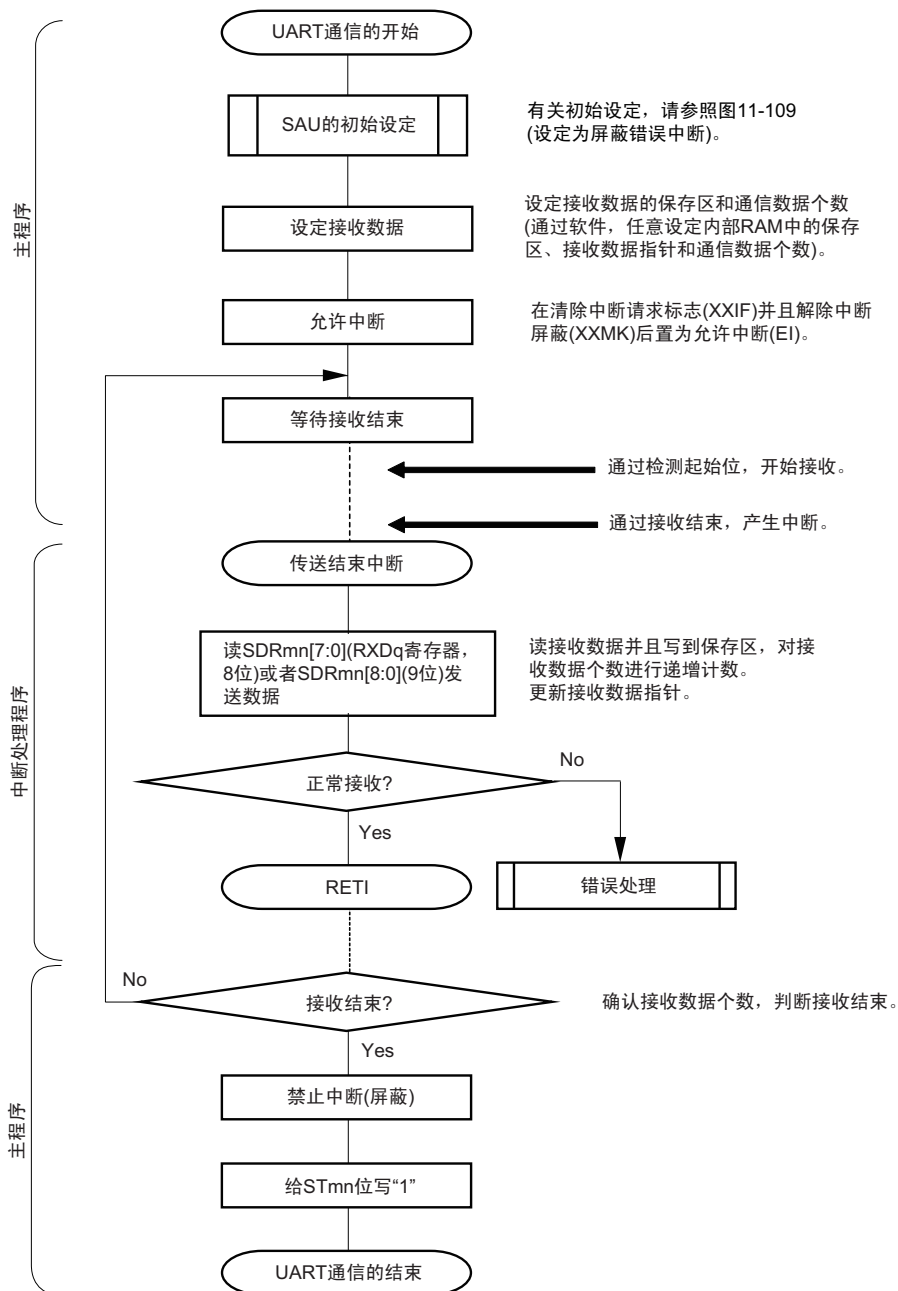 UART通信的开始
SAU的初始设定
有关初始设定，请参照图11-109
(设定为屏蔽错误中断)。
主程序
设定接收数据
设定接收数据的保存区和通信数据个数
(通过软件，任意设定内部RAM中的保存
区、接收数据指针和通信数据个数)。
允许中断
在清除中断请求标志(XXIF)并且解除中断
屏蔽(XXMK)后置为允许中断(EI)。
等待接收结束
通过检测起始位，开始接收。
通过接收结束，产生中断。
传送结束中断
中断处理程序
读SDRmn[7:0](RXDq寄存器，
8位)或者SDRmn[8:0](9位)发
送数据
读接收数据并且写到保存区，对接
收数据个数进行递增计数。
更新接收数据指针。
正常接收?
No
Yes
RETI
错误处理
No
接收结束?
确认接收数据个数，判断接收结束。
Yes
主程序
禁止中断(屏蔽)
给STmn位写“1”
UART通信的结束